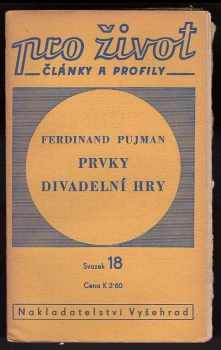 pro život
ČLÁNKY A PROFILY
FERDINAND PUJMAN
PRVKY
DIVADELNÍ HRY
Svazek 18
Cena K 2·60
Nakladatelství Vyšehrad